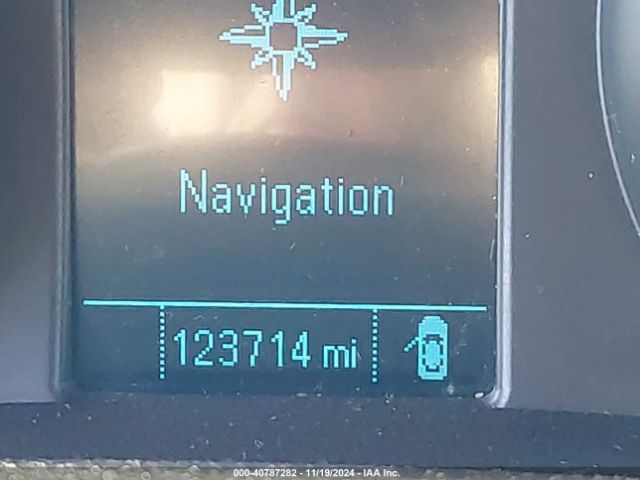 Navigation
123714 mi
000-40787282 - 11/19/2024 - IAA Inc.